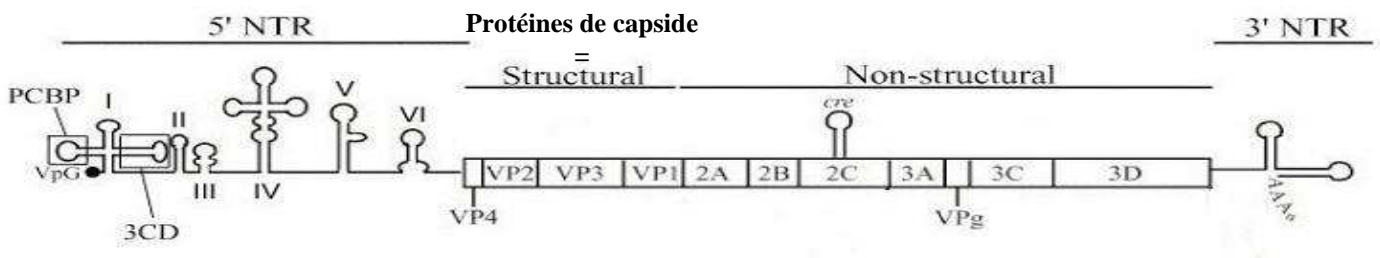 5' NTR
Protéines de capside
=
3' NTR
Structural
Non-structural
PCBP
I
II
III
IV
V
VI
cre
VpG
3CD
VP2
VP3
VP1
2A
2B
2C
3A
3C
3D
VP4
VPg
AAAn